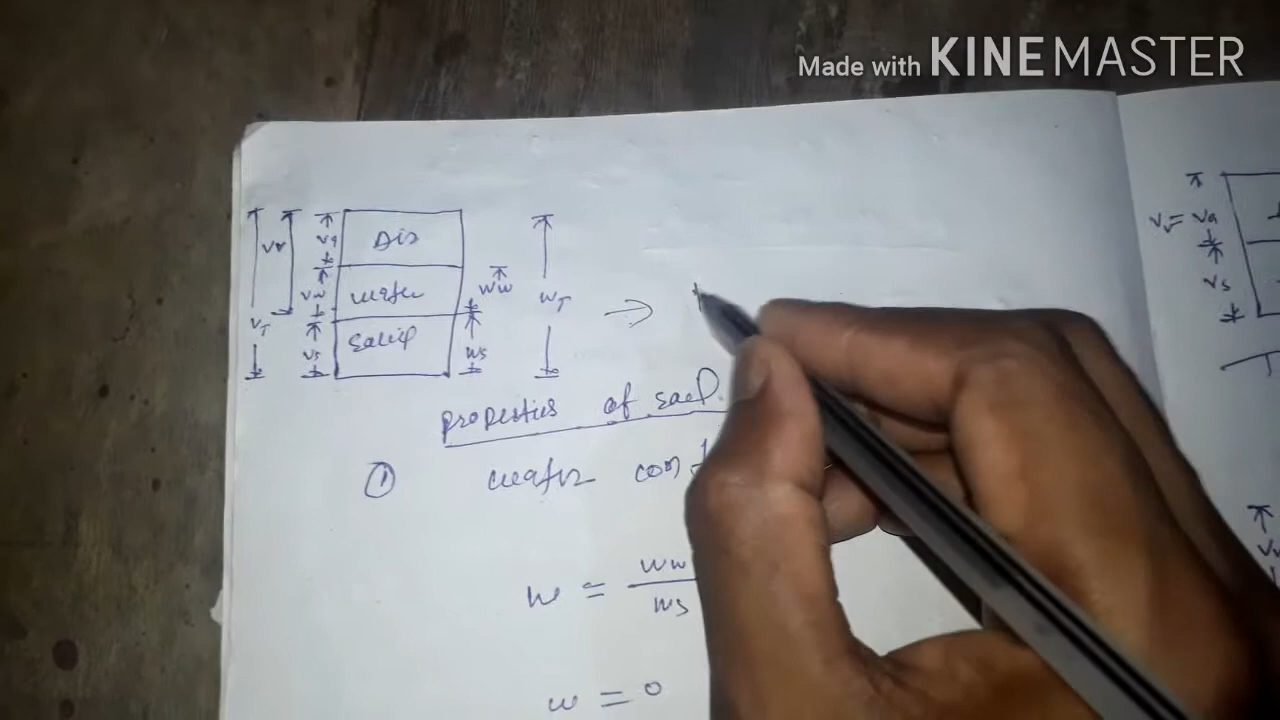 Made with KINEMASTER
Air
Va
Vv
water
Vw
Ww
WT
VT
Solid
Vs
Ws
Vv = Va
Vs
properties of soil
① water cont
w = Ww
Ws
w = 0